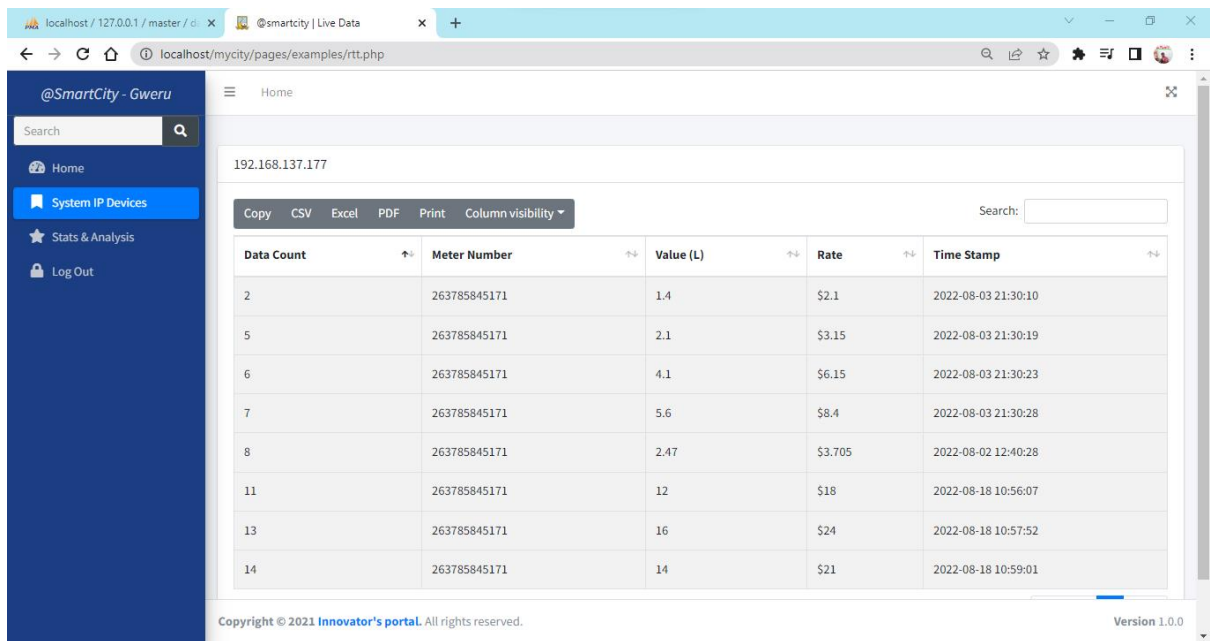 localhost / 127.0.0.1 / master / d
@smartcity | Live Data
localhost/mycity/pages/examples/rtt.php
@SmartCity - Gweru
Home
Search
Home
System IP Devices
Stats & Analysis
Log Out
192.168.137.177
Copy CSV Excel PDF Print Column visibility
Search:
Data Count Meter Number Value (L) Rate Time Stamp
2 263785845171 1.4 $2.1 2022-08-03 21:30:10
5 263785845171 2.1 $3.15 2022-08-03 21:30:19
6 263785845171 4.1 $6.15 2022-08-03 21:30:23
7 263785845171 5.6 $8.4 2022-08-03 21:30:28
8 263785845171 2.47 $3.705 2022-08-02 12:40:28
11 263785845171 12 $18 2022-08-18 10:56:07
13 263785845171 16 $24 2022-08-18 10:57:52
14 263785845171 14 $21 2022-08-18 10:59:01
Copyright © 2021 Innovator's portal. All rights reserved.
Version 1.0.0